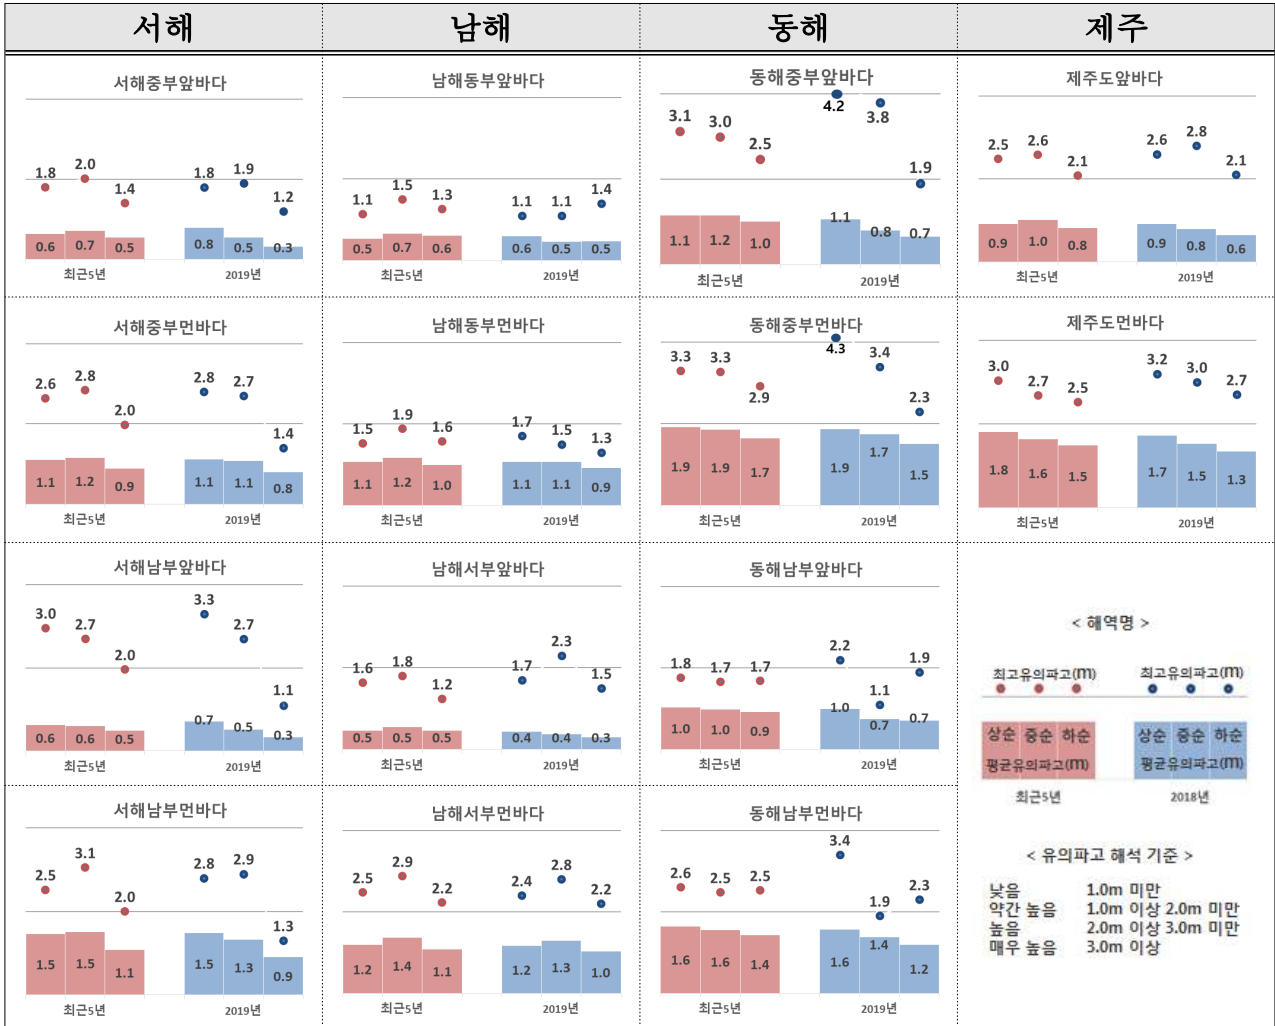 서해 남해 동해 제주
서해중부앞바다
1.8 2.0 1.4 1.8 1.9 1.2
0.6 0.7 0.5 0.8 0.5 0.3
최근5년 2019년
남해동부앞바다
1.1 1.5 1.3 1.1 1.1 1.4
0.5 0.7 0.6 0.6 0.5 0.5
최근5년 2019년
동해중부앞바다
3.1 3.0 2.5 4.2 3.8 1.9
1.1 1.2 1.0 1.1 0.8 0.7
최근5년 2019년
제주도앞바다
2.5 2.6 2.1 2.6 2.8 2.1
0.9 1.0 0.8 0.9 0.8 0.6
최근5년 2019년
서해중부먼바다
2.6 2.8 2.0 2.8 2.7 1.4
1.1 1.2 0.9 1.1 1.1 0.8
최근5년 2019년
남해동부먼바다
1.5 1.9 1.6 1.7 1.5 1.3
1.1 1.2 1.0 1.1 1.1 0.9
최근5년 2019년
동해중부먼바다
3.3 3.3 2.9 4.3 3.4 2.3
1.9 1.9 1.7 1.9 1.7 1.5
최근5년 2019년
제주도먼바다
3.0 2.7 2.5 3.2 3.0 2.7
1.8 1.6 1.5 1.7 1.5 1.3
최근5년 2019년
서해남부앞바다
3.0 2.7 2.0 3.3 2.7 1.1
0.6 0.6 0.5 0.7 0.5 0.3
최근5년 2019년
남해서부앞바다
1.6 1.8 1.2 1.7 2.3 1.5
0.5 0.5 0.5 0.4 0.4 0.3
최근5년 2019년
동해남부앞바다
1.8 1.7 1.7 2.2 1.1 1.9
1.0 1.0 0.9 1.0 0.7 0.7
최근5년 2019년
서해남부먼바다
2.5 3.1 2.0 2.8 2.9 1.3
1.5 1.5 1.1 1.5 1.3 0.9
최근5년 2019년
남해서부먼바다
2.5 2.9 2.2 2.4 2.8 2.2
1.2 1.4 1.1 1.2 1.3 1.0
최근5년 2019년
동해남부먼바다
2.6 2.5 2.5 3.4 1.9 2.3
1.6 1.6 1.4 1.6 1.4 1.2
최근5년 2019년
< 해역명 >
최고유의파고(m) 최고유의파고(m)
상순 중순 하순 상순 중순 하순
평균유의파고(m) 평균유의파고(m)
최근5년 2018년
< 유의파고 해석 기준 >
낮음 1.0m 미만
약간 높음 1.0m 이상 2.0m 미만
높음 2.0m 이상 3.0m 미만
매우 높음 3.0m 이상